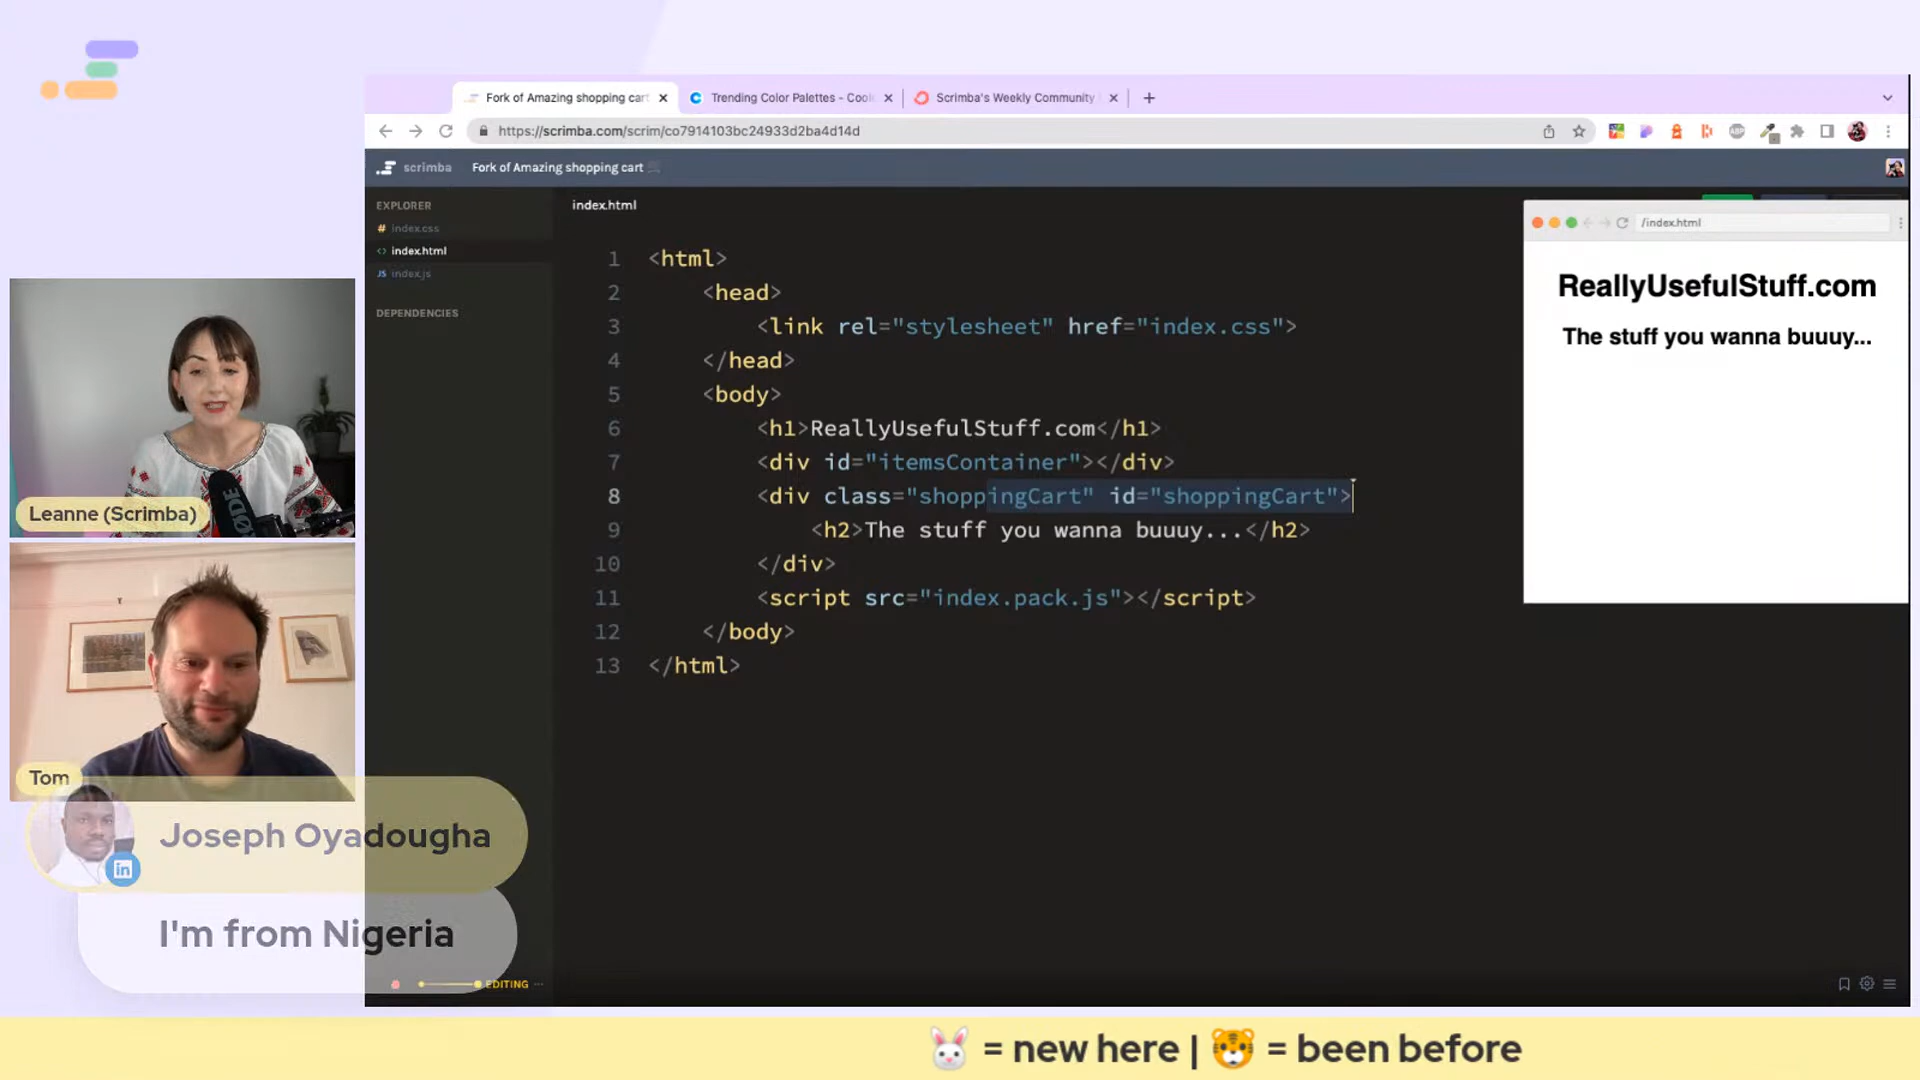 Fork of Amazing shopping cart
Trending Color Palettes - Coolo
Scrimba's Weekly Community
https://scrimba.com/scrim/co7914103bc24933d2ba4d14d
scrimba
Fork of Amazing shopping cart
EXPLORER
# index.css
<> index.html
JS index.js
DEPENDENCIES
index.html
1 <html>
2 <head>
3 <link rel="stylesheet" href="index.css">
4 </head>
5 <body>
6 <h1>ReallyUsefulStuff.com</h1>
7 <div id="itemsContainer"></div>
8 <div class="shoppingCart" id="shoppingCart">
9 <h2>The stuff you wanna buuuy...</h2>
10 </div>
11 <script src="index.pack.js"></script>
12 </body>
13 </html>
/index.html
ReallyUsefulStuff.com
The stuff you wanna buuuy...
RØDE
Leanne (Scrimba)
Tom
Joseph Oyadougha
in
I'm from Nigeria
EDITING ...
= new here | = been before